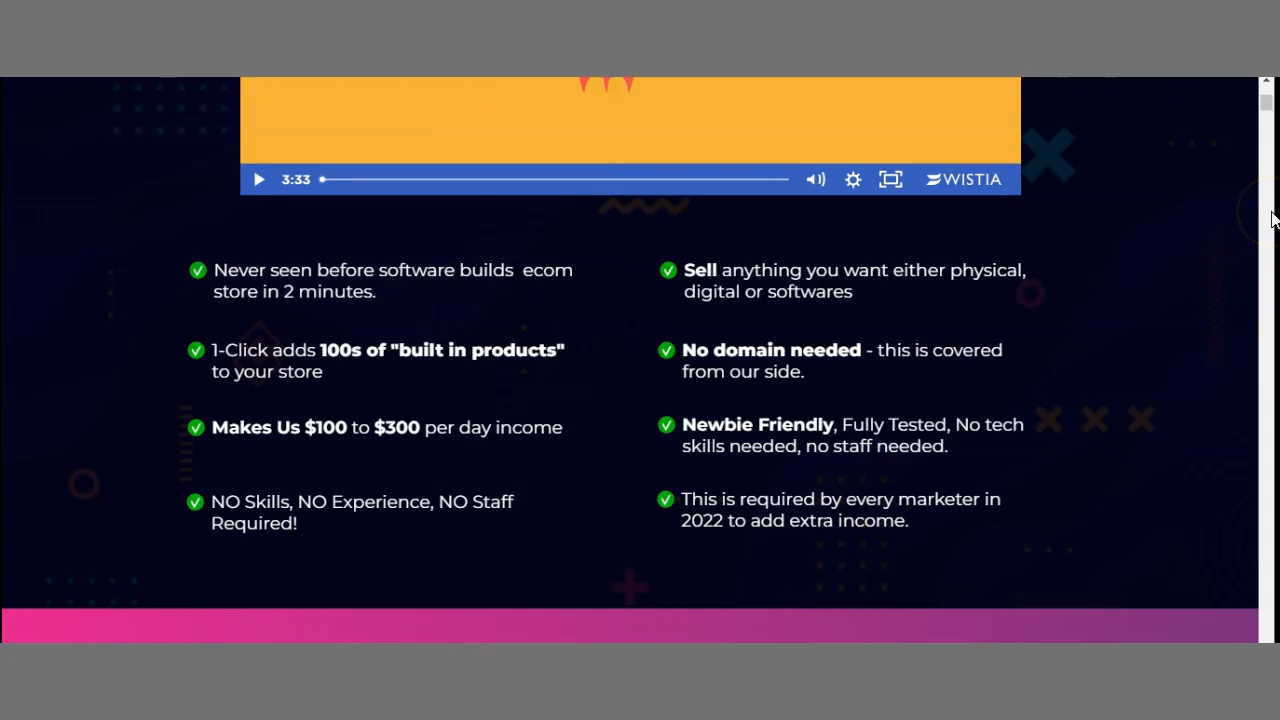 3:33
WISTIA
Never seen before software builds ecom
store in 2 minutes.
1-Click adds 100s of "built in products"
to your store
Makes Us $100 to $300 per day income
NO Skills, NO Experience, NO Staff
Required!
Sell anything you want either physical,
digital or softwares
No domain needed - this is covered
from our side.
Newbie Friendly, Fully Tested, No tech
skills needed, no staff needed.
This is required by every marketer in
2022 to add extra income.